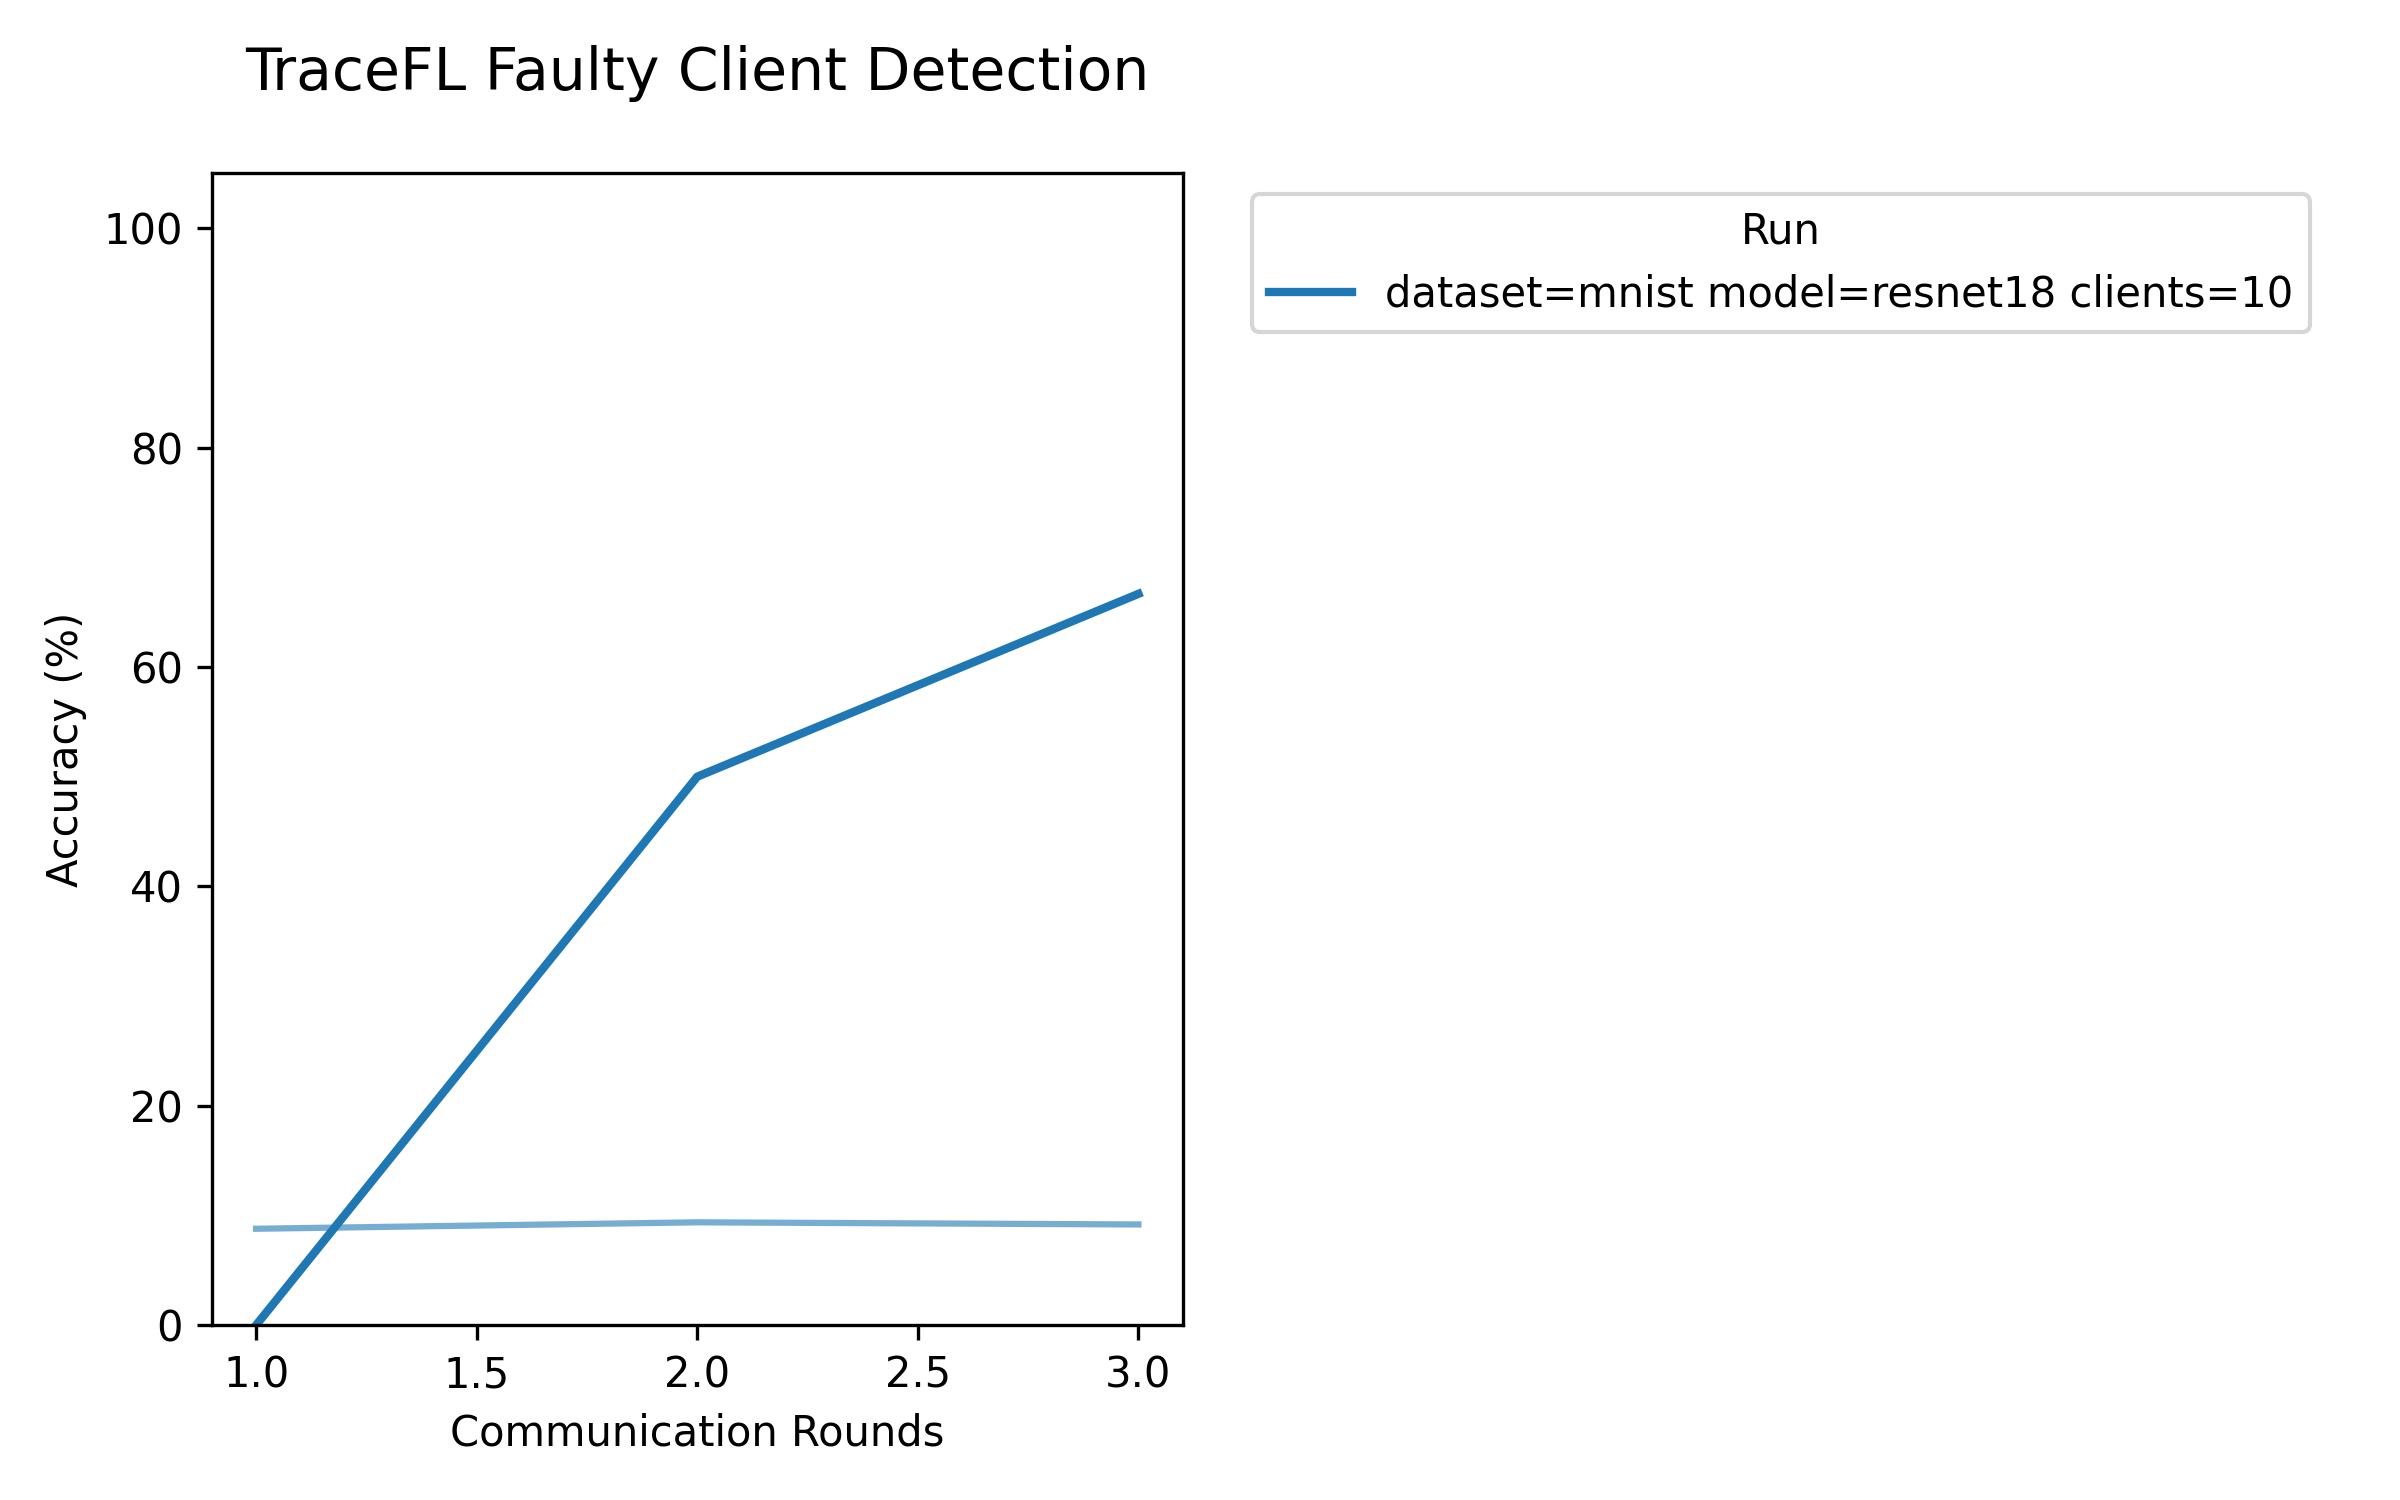 TraceFL Faulty Client Detection
Run
dataset=mnist model=resnet18 clients=10
Accuracy (%)
100
80
60
40
20
0
1.0 1.5 2.0 2.5 3.0
Communication Rounds